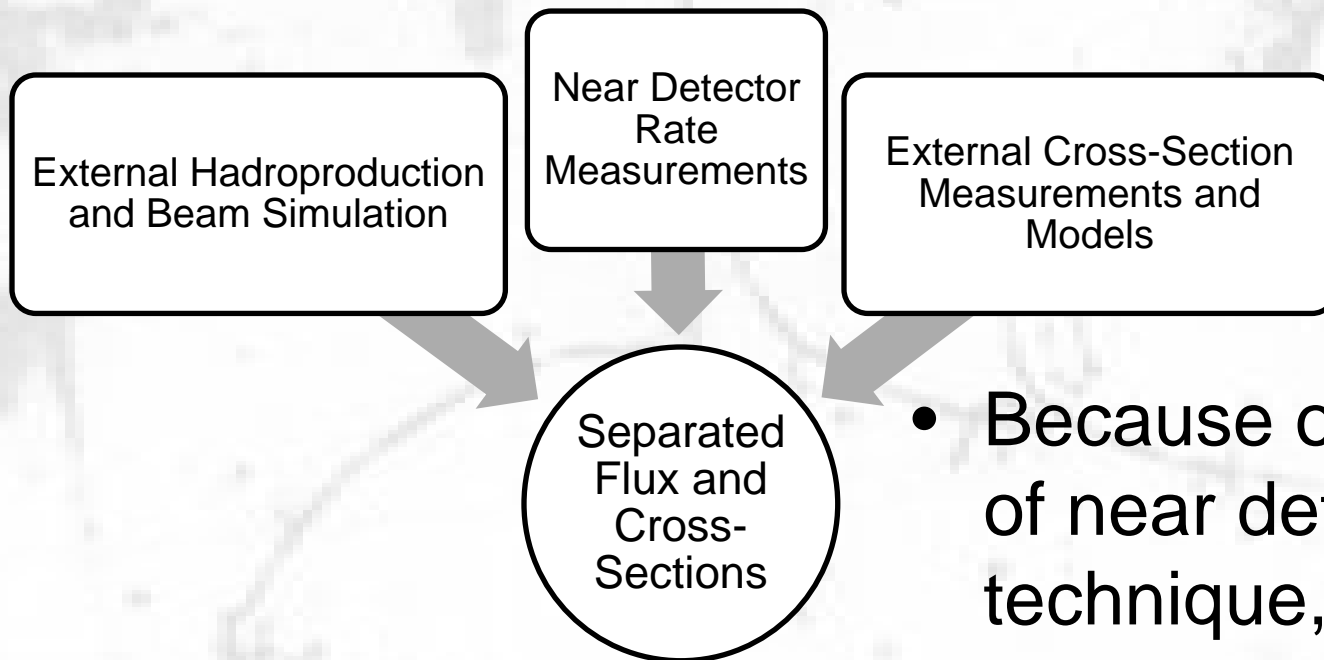 External Hadroproduction
and Beam Simulation
Near Detector
Rate
Measurements
External Cross-Section
Measurements and
Models
Separated
Flux and
Cross-
Sections
• Because
of near
technique,